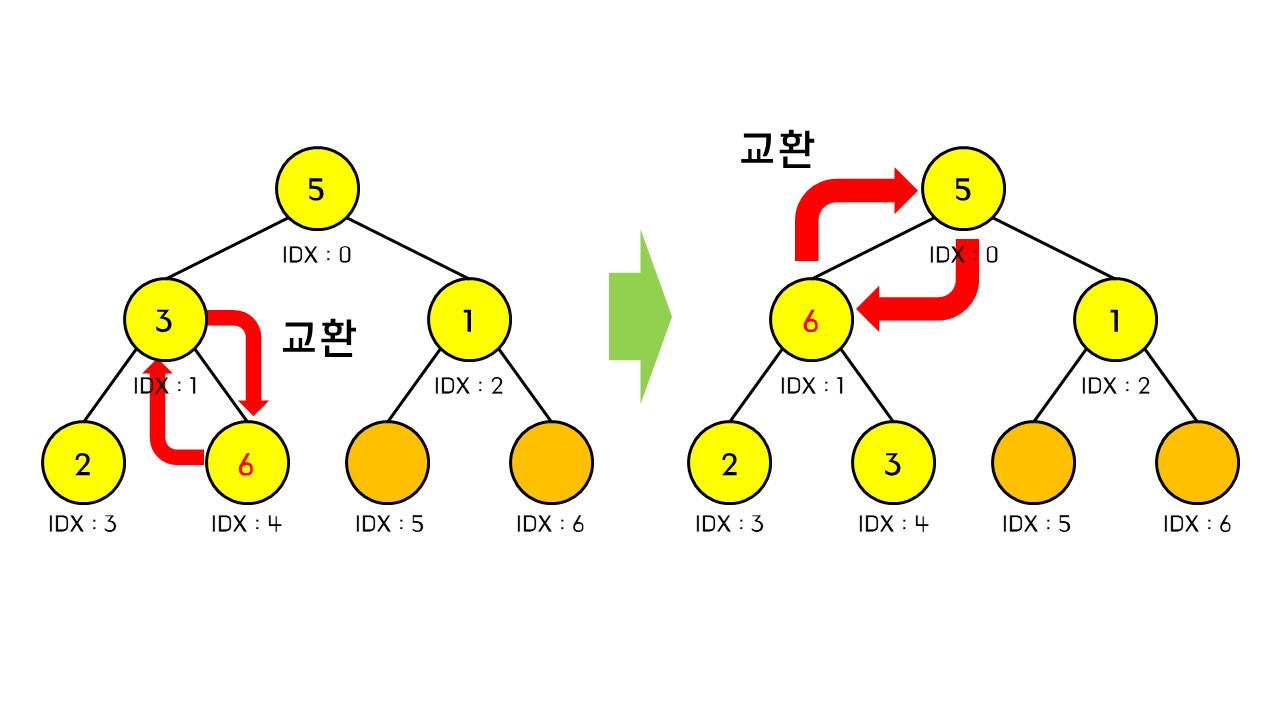 5
IDX : 0
3
교환
1
IDX : 1
IDX : 2
2
6
IDX : 3
IDX : 4
IDX : 5
IDX : 6
교환
5
IDX : 0
6
1
IDX : 1
IDX : 2
2
3
IDX : 3
IDX : 4
IDX : 5
IDX : 6